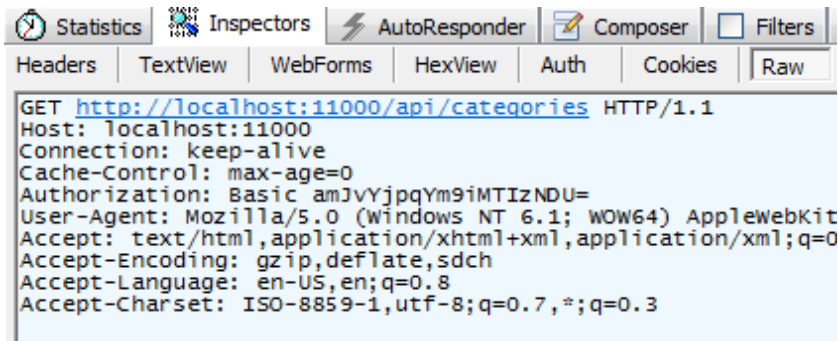 Statistics Inspectors AutoResponder Composer Filters
Headers TextView WebForms HexView Auth Cookies Raw
GET http://localhost:11000/api/categories HTTP/1.1
Host: localhost:11000
Connection: keep-alive
Cache-Control: max-age=0
Authorization: Basic amJvYjpqYm9iMTIzNDU=
User-Agent: Mozilla/5.0 (Windows NT 6.1; WOW64) AppleWebKit
Accept: text/html,application/xhtml+xml,application/xml;q=0
Accept-Encoding: gzip,deflate,sdch
Accept-Language: en-US,en;q=0.8
Accept-Charset: ISO-8859-1,utf-8;q=0.7,*;q=0.3